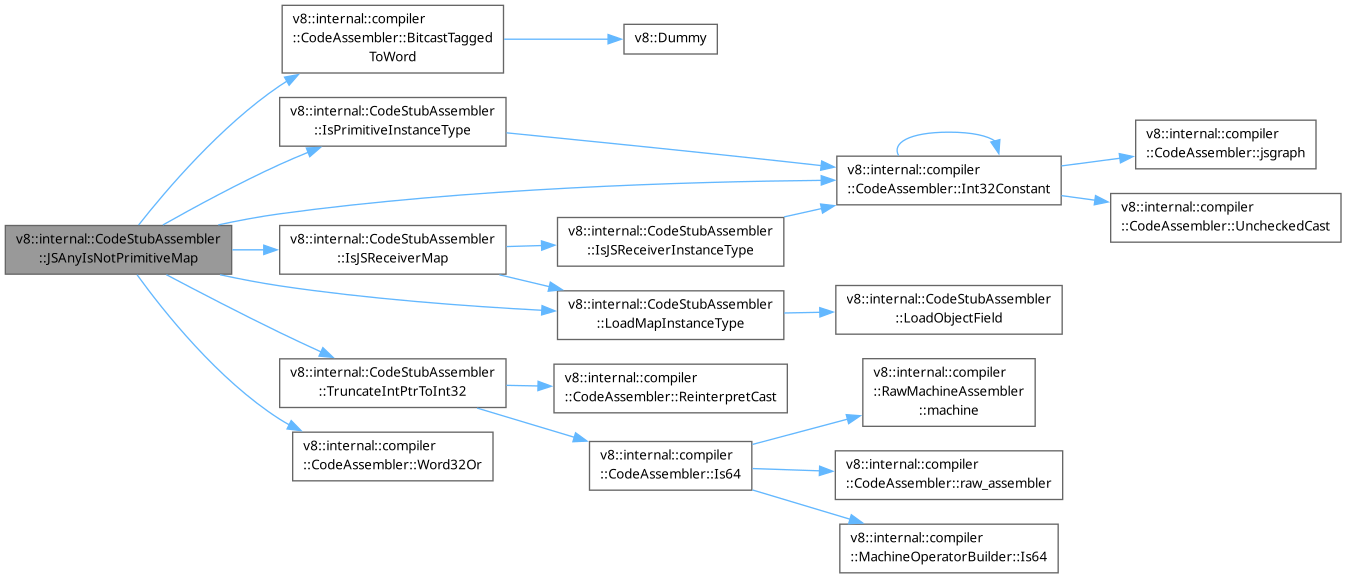 v8::internal::CodeStubAssembler
::JSAnyIsNotPrimitiveMap
v8::internal::compiler
::CodeAssembler::BitcastTagged
ToWord
v8::Dummy
v8::internal::CodeStubAssembler
::IsPrimitiveInstanceType
v8::internal::compiler
::CodeAssembler::Int32Constant
v8::internal::compiler
::CodeAssembler::jsgraph
v8::internal::compiler
::CodeAssembler::UncheckedCast
v8::internal::CodeStubAssembler
::IsJSReceiverMap
v8::internal::CodeStubAssembler
::IsJSReceiverInstanceType
v8::internal::CodeStubAssembler
::LoadMapInstanceType
v8::internal::CodeStubAssembler
::LoadObjectField
v8::internal::CodeStubAssembler
::TruncateIntPtrToInt32
v8::internal::compiler
::CodeAssembler::ReinterpretCast
v8::internal::compiler
::CodeAssembler::Is64
v8::internal::compiler
::RawMachineAssembler
::machine
v8::internal::compiler
::CodeAssembler::raw_assembler
v8::internal::compiler
::MachineOperatorBuilder::Is64
v8::internal::compiler
::CodeAssembler::Word32Or